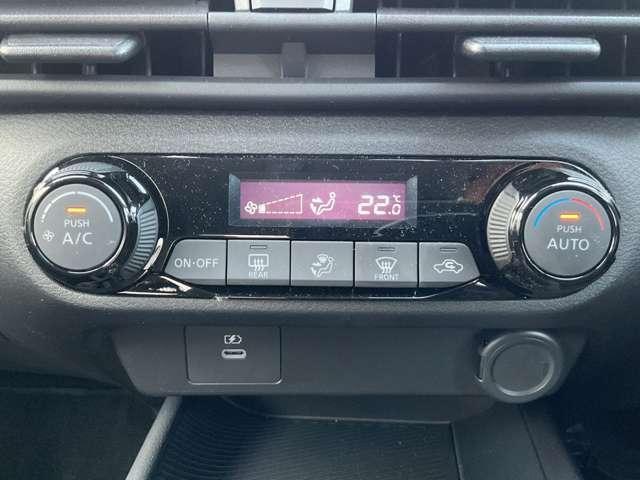 PUSH
A/C
22.0
°C
PUSH
AUTO
ON·OFF
REAR
FRONT